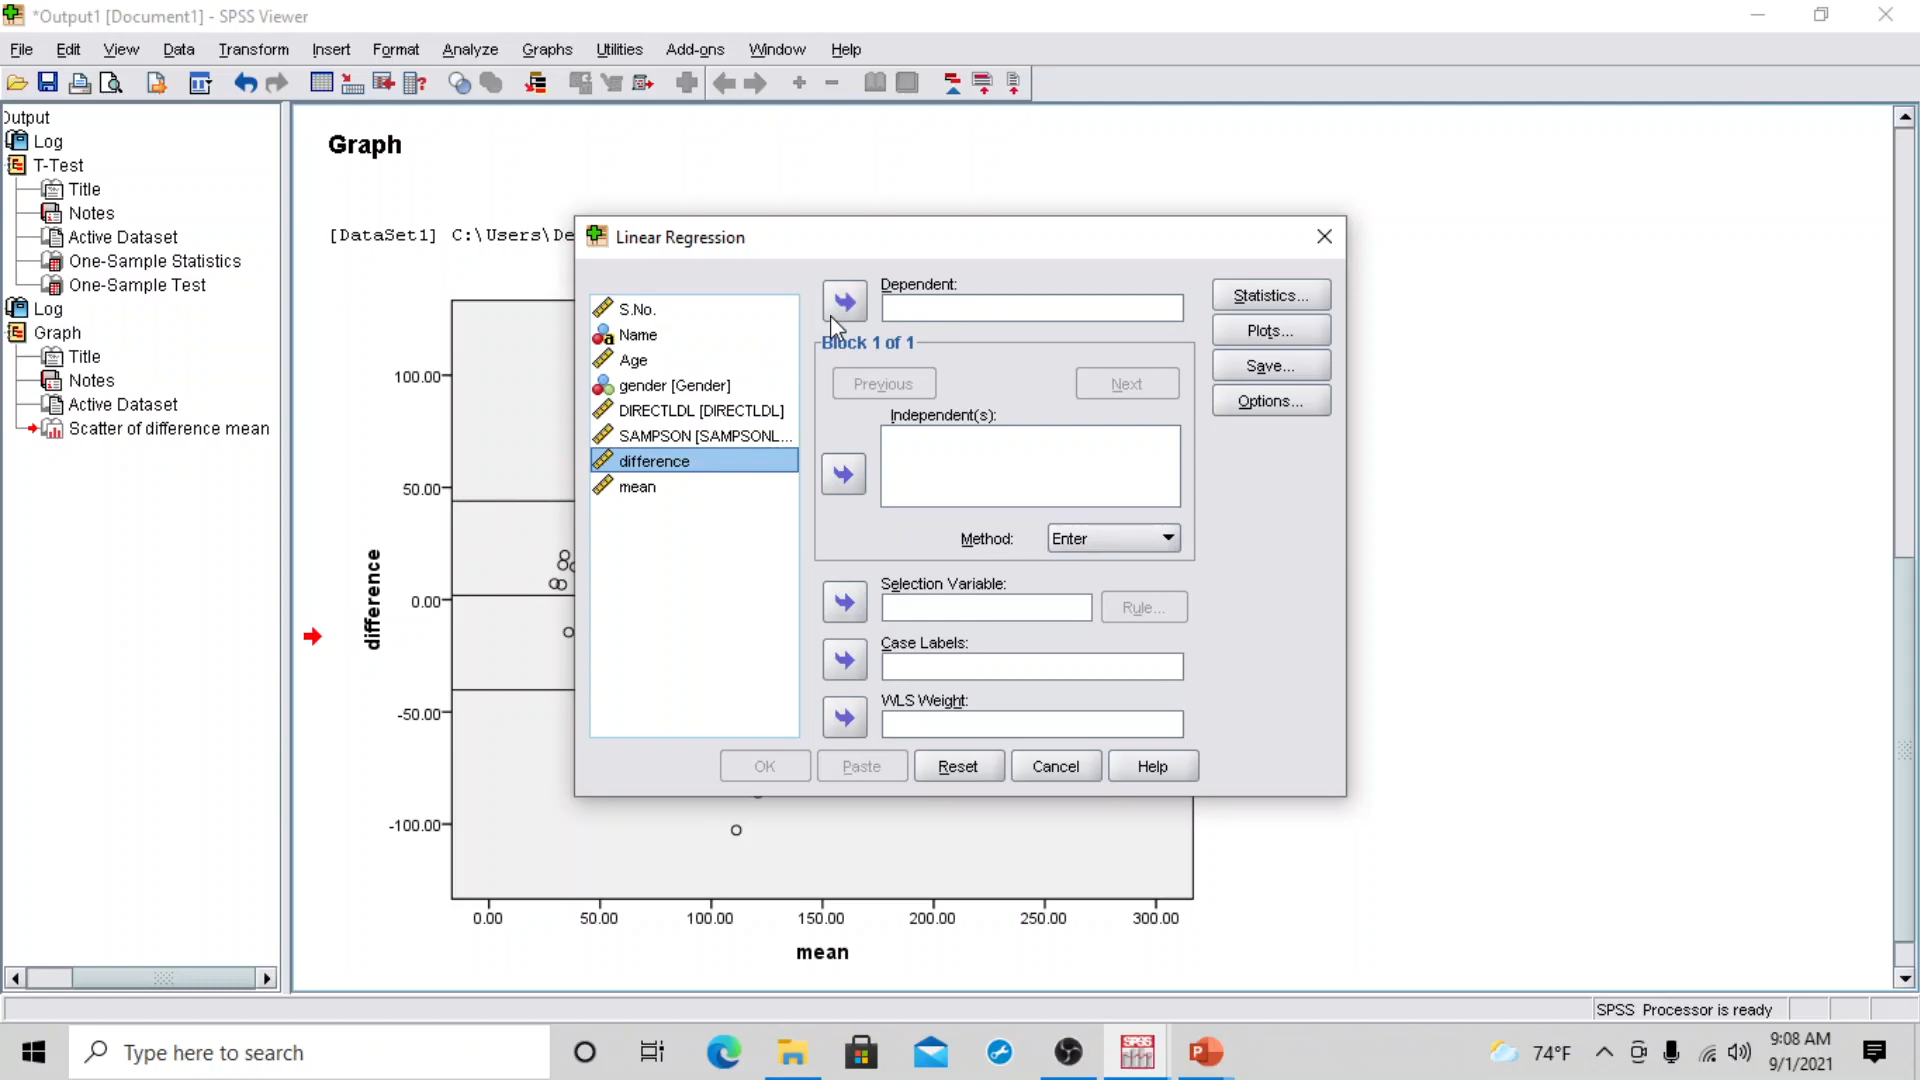 *Output1 [Document1] - SPSS Viewer
File Edit View Data Transform Insert Format Analyze Graphs Utilities Add-ons Window Help
Output
Log
T-Test
Title
Notes
Active Dataset
One-Sample Statistics
One-Sample Test
Log
Graph
Title
Notes
Active Dataset
Scatter of difference mean
Graph
[DataSet1] C:\Users\De
100.00
50.00
0.00
-50.00
-100.00
difference
0.00 50.00 100.00 150.00 200.00 250.00 300.00
mean
Linear Regression
S.No.
Name
Age
gender [Gender]
DIRECTLDL [DIRECTLDL]
SAMPSON [SAMPSONL...
difference
mean
Dependent:
Block 1 of 1
Previous Next
Independent(s):
Method: Enter
Selection Variable:
Rule...
Case Labels:
WLS Weight:
Statistics...
Plots...
Save...
Options...
OK Paste Reset Cancel Help
SPSS Processor is ready
Type here to search
SPSS
P
74°F
9:08 AM
9/1/2021